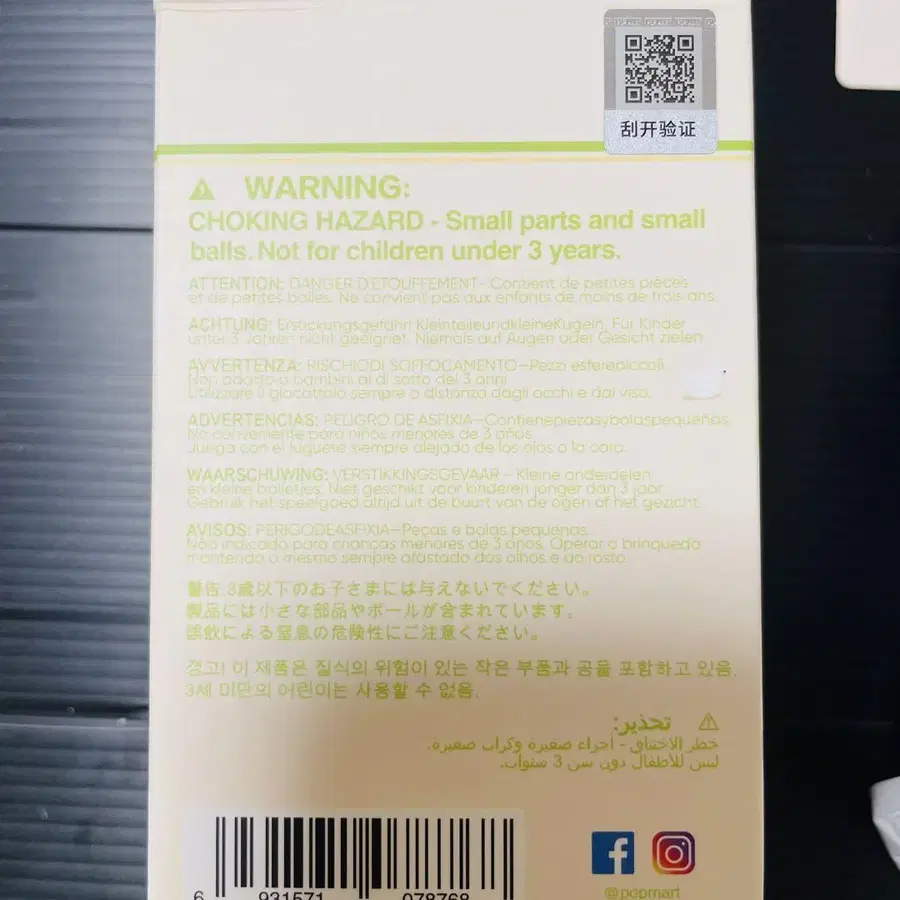 刮开验证
WARNING:
CHOKING HAZARD - Small parts and small
balls. Not for children under 3 years.
ATTENTION: DANGER D'ETOUFFEMENT- Contient de petites pièces
et de petites balles. Ne convient pas aux enfants de moins de trois ans.
ACHTUNG: Erstickungsgefahr! KleinteileundkleineKugeln. Für Kinder
unter 3 Jahren nicht geeignet. Niemals auf Augen oder Gesicht zielen.
AVVERTENZA: RISCHIODI SOFFOCAMENTO—Pezzi esferepiccoli.
Non adatto a bambini al di sotto dei 3 anni
Utilizzare il giocattolo sempre a distanza dagli occhi e dal viso.
ADVERTENCIAS: PELIGRO DE ASFIXIA—Contienepiezasybolaspequeñas.
No conveniente para niños menores de 3 años.
Juega con el juguete siempre alejado de los ojos o la cara.
WAARSCHUWING: VERSTIKKINGSGEVAAR - Kleine onderdelen
en kleine balletjes. Niet geschikt voor kinderen jonger dan 3 jaar
Gebruik het speelgoed altijd uit de buurt van de ogen of het gezicht.
AVISOS: PERIGODEASFIXIA—Peças e bolas pequenas.
Não indicado para crianças menores de 3 anos. Operar o brinquedo
mantendo o mesmo sempre afastado dos olhos e do rosto.
警告.3歳以下のお子さまには与えないでください。
製品には小さな部品やボールが含まれています。
誤飲による窒息の危険性にご注意ください。
경고! 이 제품은 질식의 위험이 있는 작은 부품과 공을 포함하고 있음.
3세 미만의 어린이는 사용할 수 없음.
تحذير:
خطر الاختناق - أجزاء صغيرة وكرات صغيرة.
ليس للأطفال دون سن 3 سنوات.
6 931571 078768
@popmart